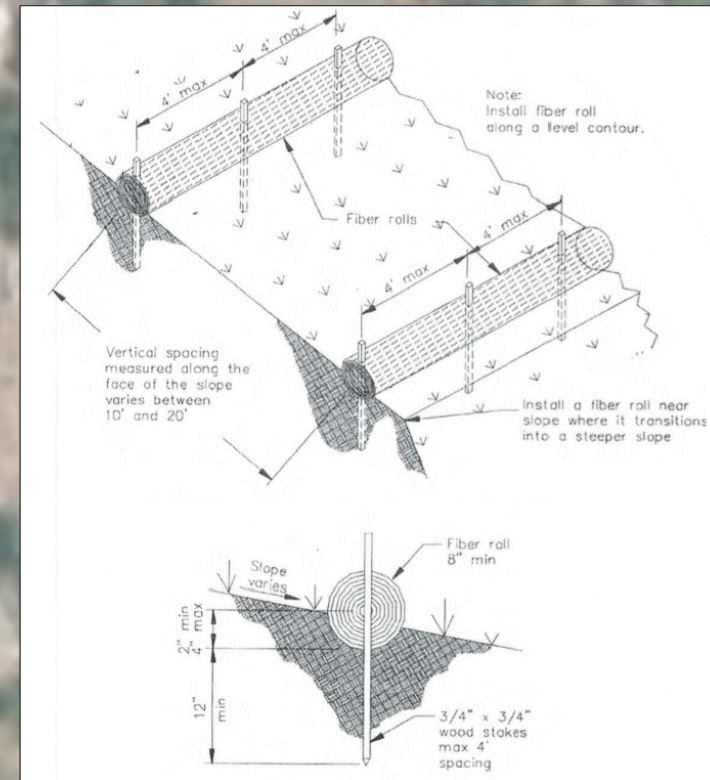 4' max
4' max
Note:
Install fiber roll
along a level contour.
Fiber rolls
4' max
4' max
Vertical spacing
measured along the
face of the slope
varies between
10' and 20'
Install a fiber roll near
slope where it transitions
into a steeper slope
Fiber roll
8" min
Slope
varies
2" min
4" max
12"
min
3/4" x 3/4"
wood stakes
max 4'
spacing